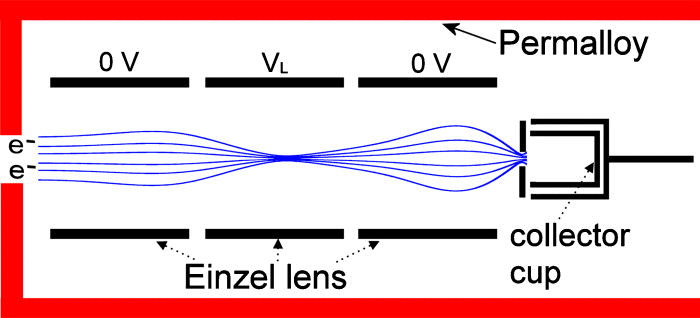 Permalloy
0 V
VL
0 V
e-
e-
Einzel lens
collector
cup